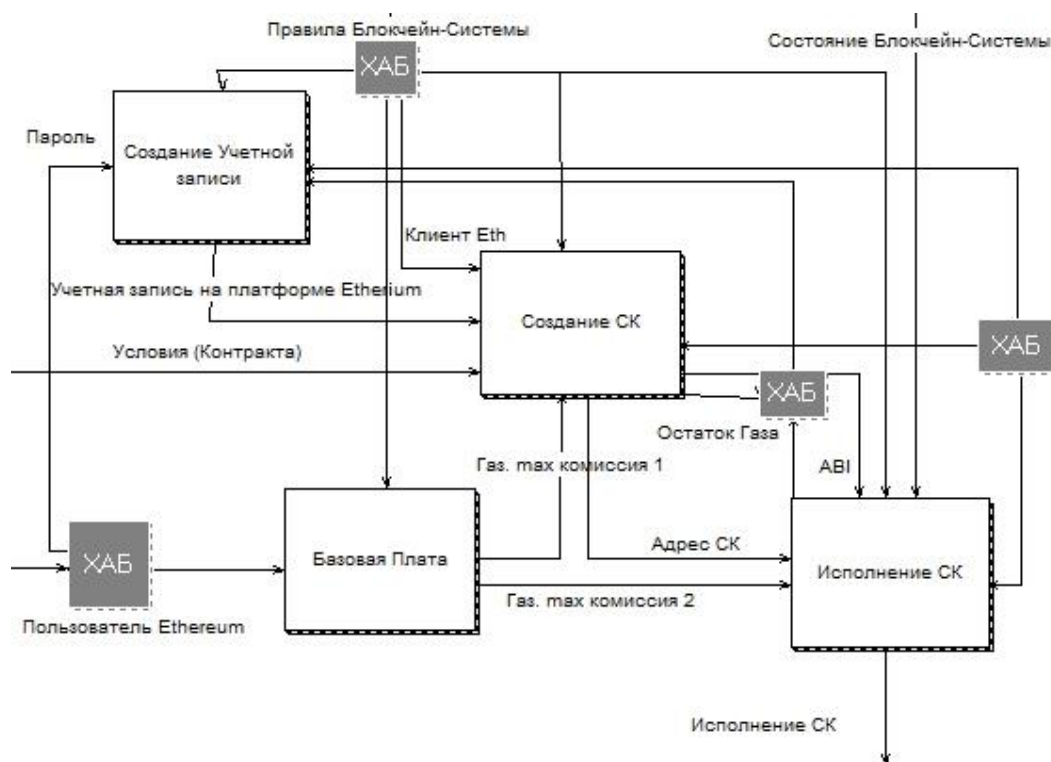 Правила Блокчейн-Системы
Состояние Блокчейн-Системы
ХАБ
Пароль
Создание Учетной
записи
Клиент Eth
Учетная запись на платформе Etherium
Создание СК
Условия (Контракта)
ХАБ
ХАБ
Остаток Газа
Газ. max комиссия 1
ABI
ХАБ
Базовая Плата
Адрес СК
Исполнение СК
Газ. max комиссия 2
Пользователь Ethereum
Исполнение СК